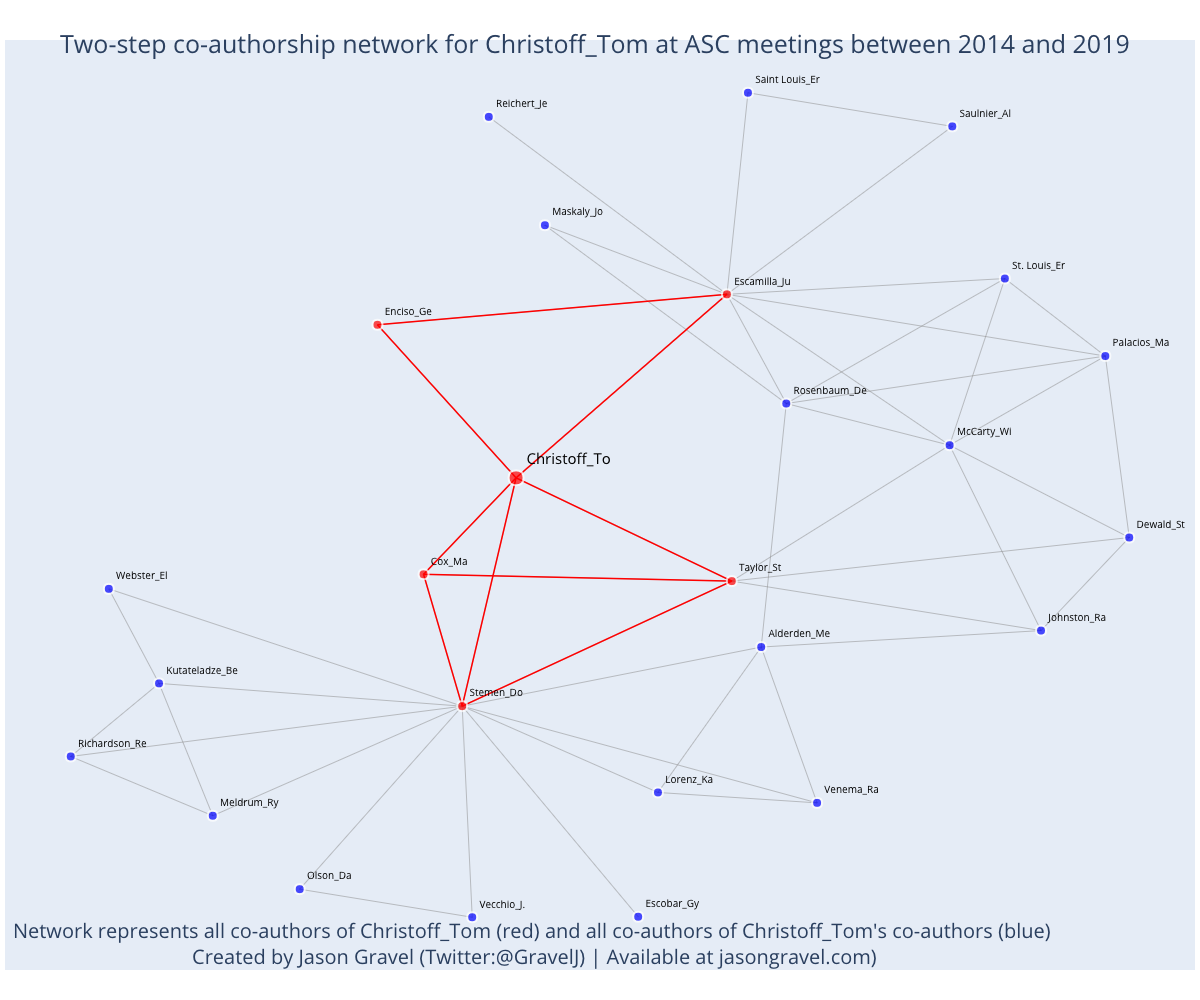 Two-step co-authorship network for Christoff_Tom at ASC meetings between 2014 and 2019
Saint Louis_Er
Reichert_Je
Saulnier_Al
Maskaly_Jo
St. Louis_Er
Escamilla_Ju
Enciso_Ge
Palacios_Ma
Rosenbaum_De
McCarty_Wi
Christoff_To
Dewald_St
Cox_Ma
Taylor_St
Webster_El
Johnston_Ra
Alderden_Me
Kutateladze_Be
Stemen_Do
Richardson_Re
Lorenz_Ka
Venema_Ra
Meldrum_Ry
Olson_Da
Vecchio_J.
Escobar_Gy
Network represents all co-authors of Christoff_Tom (red) and all co-authors of Christoff_Tom's co-authors (blue)
Created by Jason Gravel (Twitter:@GravelJ) | Available at jasongravel.com)